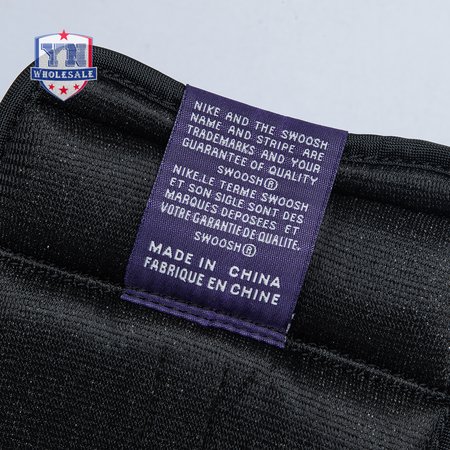 YN
WHOLESALE
NIKE AND THE SWOOSH
NAME AND STRIPE ARE
TRADEMARKS AND YOUR
GUARANTEE OF QUALITY
SWOOSH®
NIKE.LE TERME SWOOSH
ET SON SIGLE SONT DES
MARQUES DEPOSEES ET
VOTRE GARANTIE DE QUALITE.
SWOOSH®
MADE IN CHINA
FABRIQUE EN CHINE